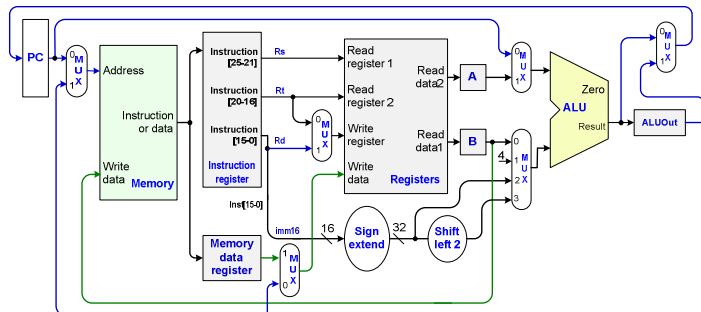 PC
0
M
U
X
1
Address
Instruction
or data
Write
data
Memory
Instruction
[25-21]
Instruction
[20-16]
Instruction
[15-0]
Instruction
register
Rs
Rt
Rd
0
M
U
X
1
Inst[15-0]
imm16
16
Sign
extend
32
Shift
left 2
Memory
data
register
1
M
U
X
0
Read
register 1
Read
register 2
Write
register
Write
data
Read
data2
Read
data1
Registers
A
B
0
M
U
X
1
4
0
1
2
3
M
U
X
Zero
ALU
Result
ALUOut
0
M
U
X
1